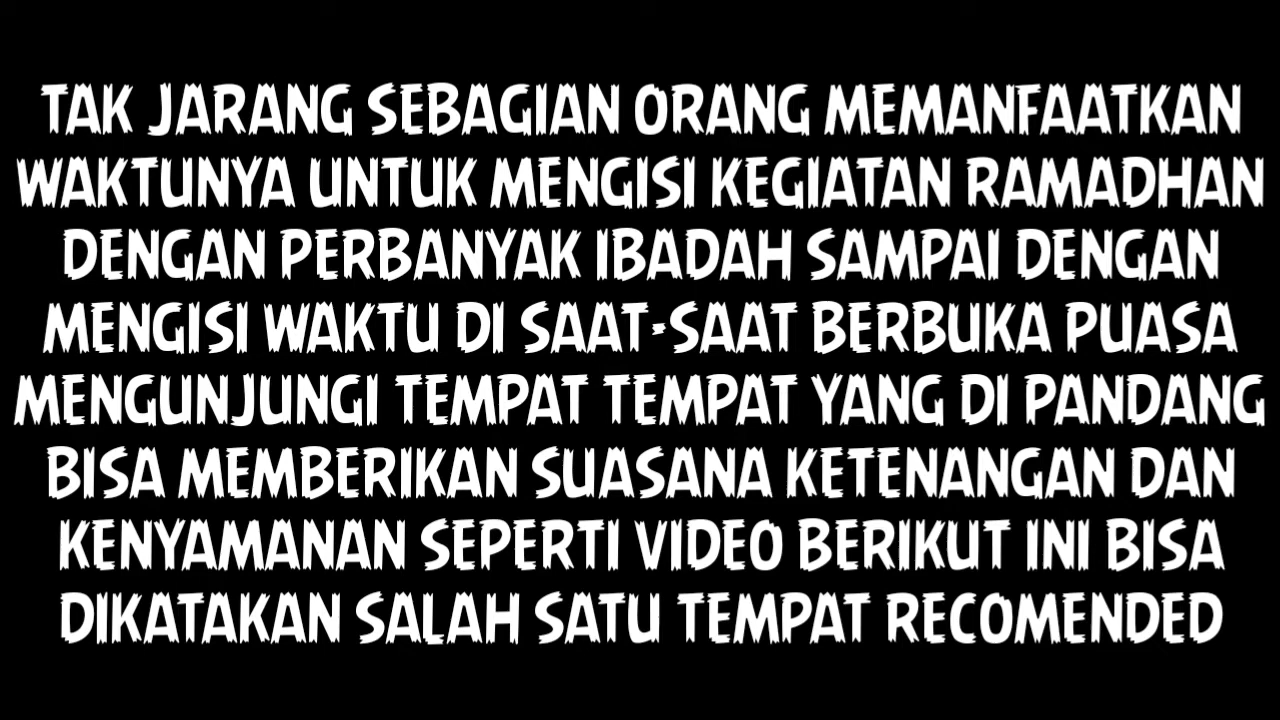 TAK JARANG SEBAGIAN ORANG MEMANFAATKAN
WAKTUNYA UNTUK MENGISI KEGIATAN RAMADHAN
DENGAN PERBANYAK IBADAH SAMPAI DENGAN
MENGISI WAKTU DI SAAT-SAAT BERBUKA PUASA
MENGUNJUNGI TEMPAT TEMPAT YANG DI PANDANG
BISA MEMBERIKAN SUASANA KETENANGAN DAN
KENYAMANAN SEPERTI VIDEO BERIKUT INI BISA
DIKATAKAN SALAH SATU TEMPAT RECOMENDED